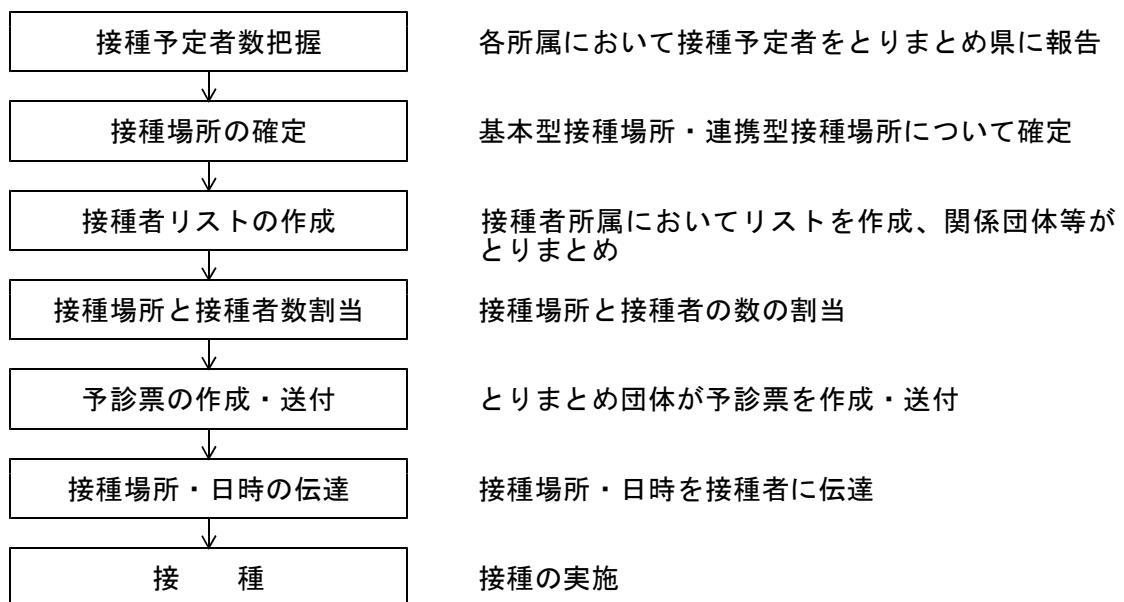 接種予定者数把握
各所属において接種予定者をとりまとめ県に報告
接種場所の確定
基本型接種場所・連携型接種場所について確定
接種者リストの作成
接種者所属においてリストを作成、関係団体等が
とりまとめ
接種場所と接種者数割当
接種場所と接種者の数の割当
予診票の作成・送付
とりまとめ団体が予診票を作成・送付
接種場所・日時の伝達
接種場所・日時を接種者に伝達
接　　種
接種の実施